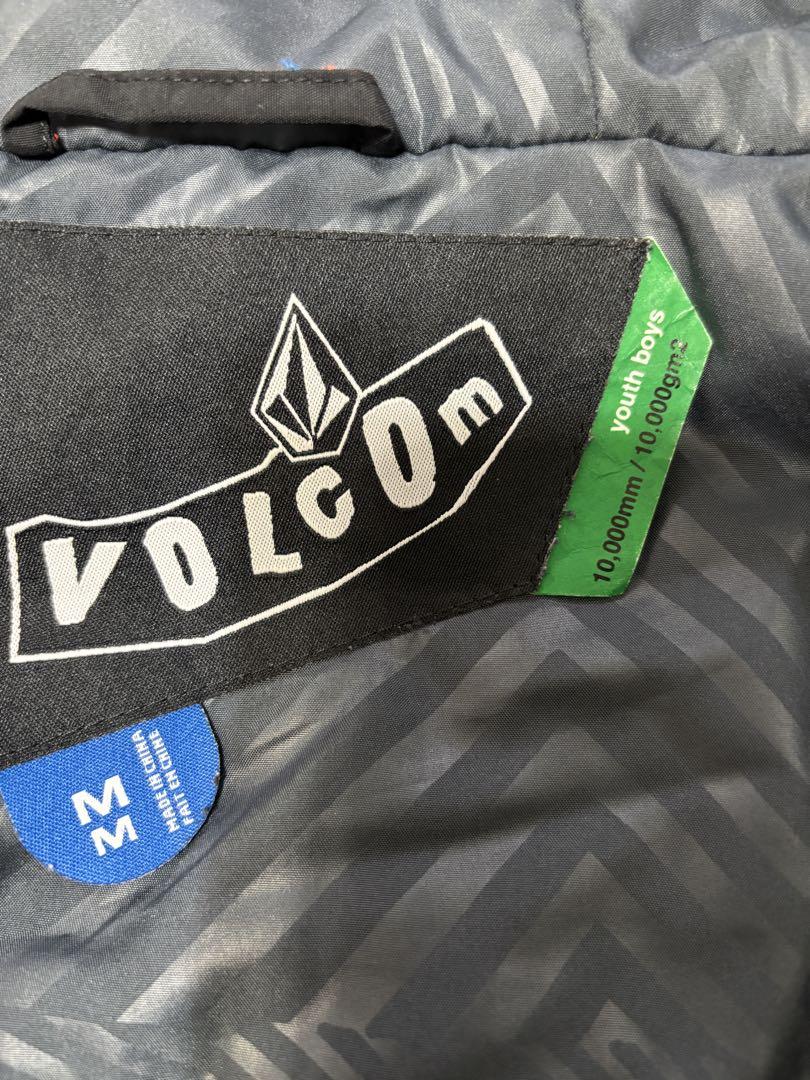 VOLCOm
youth boys
10,000mm / 10,000gm2
M
M
MADE IN CHINA
FAIT EN CHINE